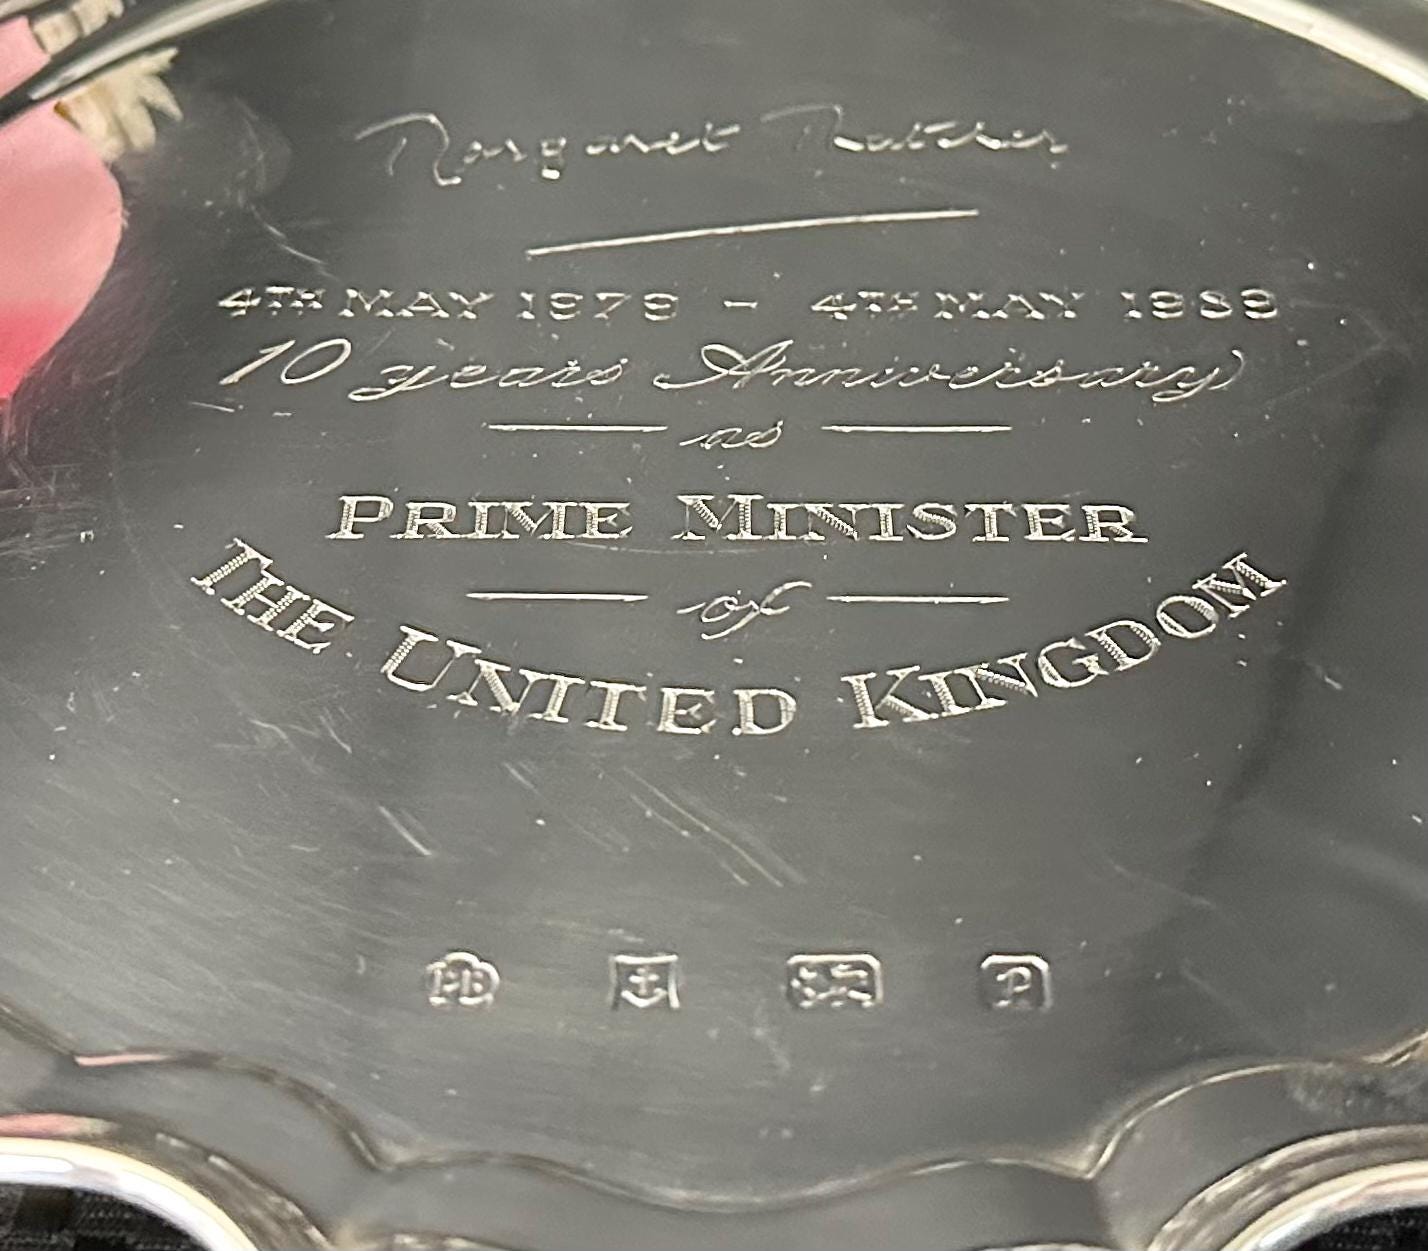 Margaret Thatcher
4TH MAY 1979 - 4TH MAY 1989
10 years Anniversary
as
PRIME MINISTER
of
THE UNITED KINGDOM
P